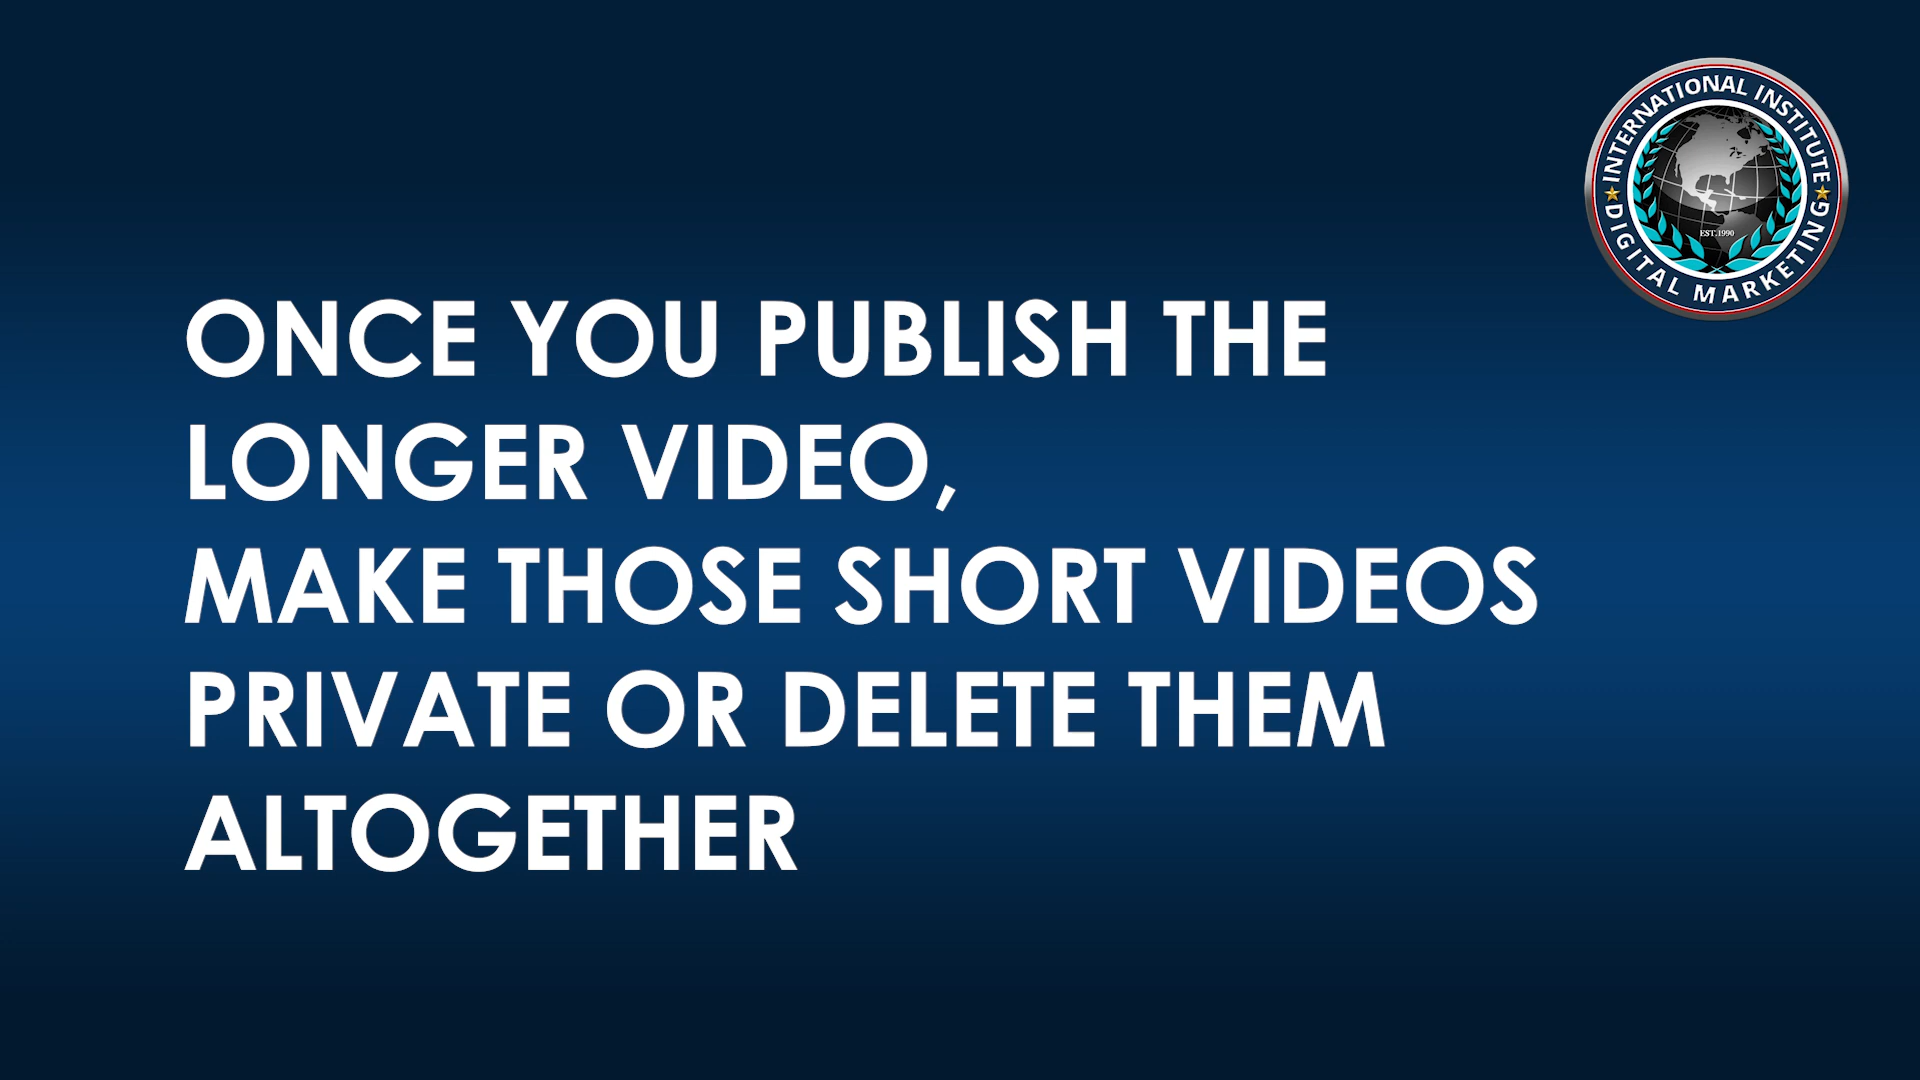 INTERNATIONAL INSTITUTE
EST.1990
DIGITAL MARKETING
ONCE YOU PUBLISH THE
LONGER VIDEO,
MAKE THOSE SHORT VIDEOS
PRIVATE OR DELETE THEM
ALTOGETHER